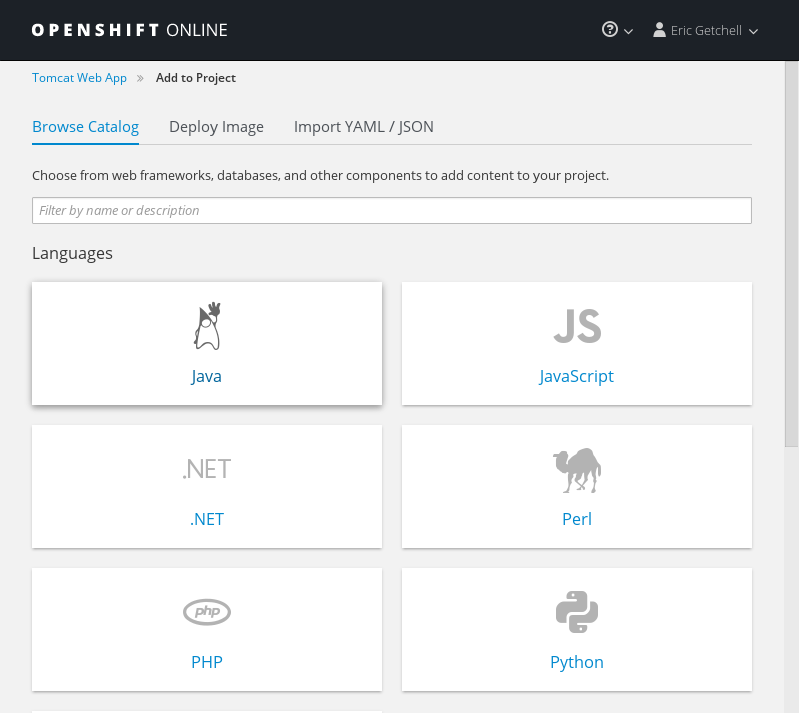 OPENSHIFT ONLINE
Eric Getchell
Tomcat Web App » Add to Project
Browse Catalog Deploy Image Import YAML / JSON
Choose from web frameworks, databases, and other components to add content to your project.
Filter by name or description
Languages
JS
Java JavaScript
.NET
.NET Perl
php
PHP Python